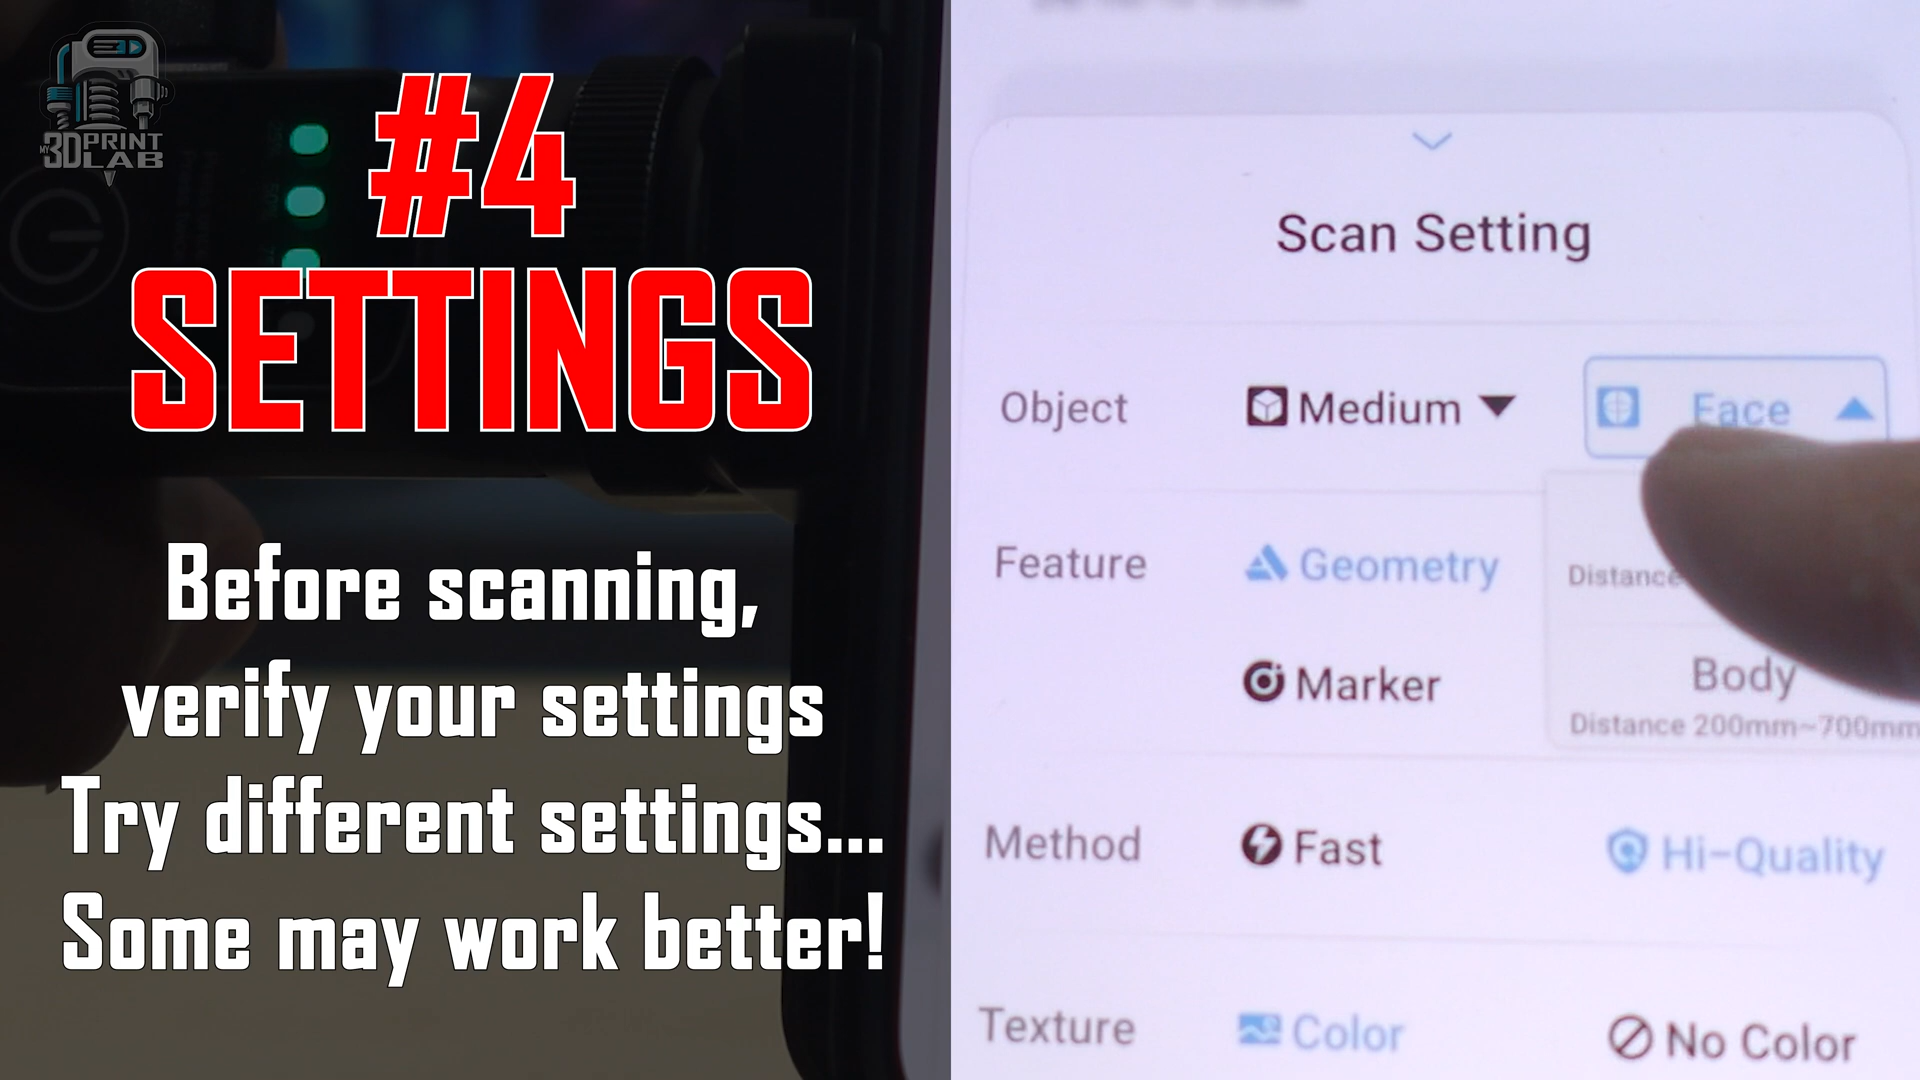 MY 3D PRINT LAB
#4
SETTINGS
Before scanning,
verify your settings
Try different settings...
Some may work better!
Scan Setting
Object Medium Face
Feature Geometry Distance
Marker Body
Distance 200mm~700mm
Method Fast Hi-Quality
Texture Color No Color